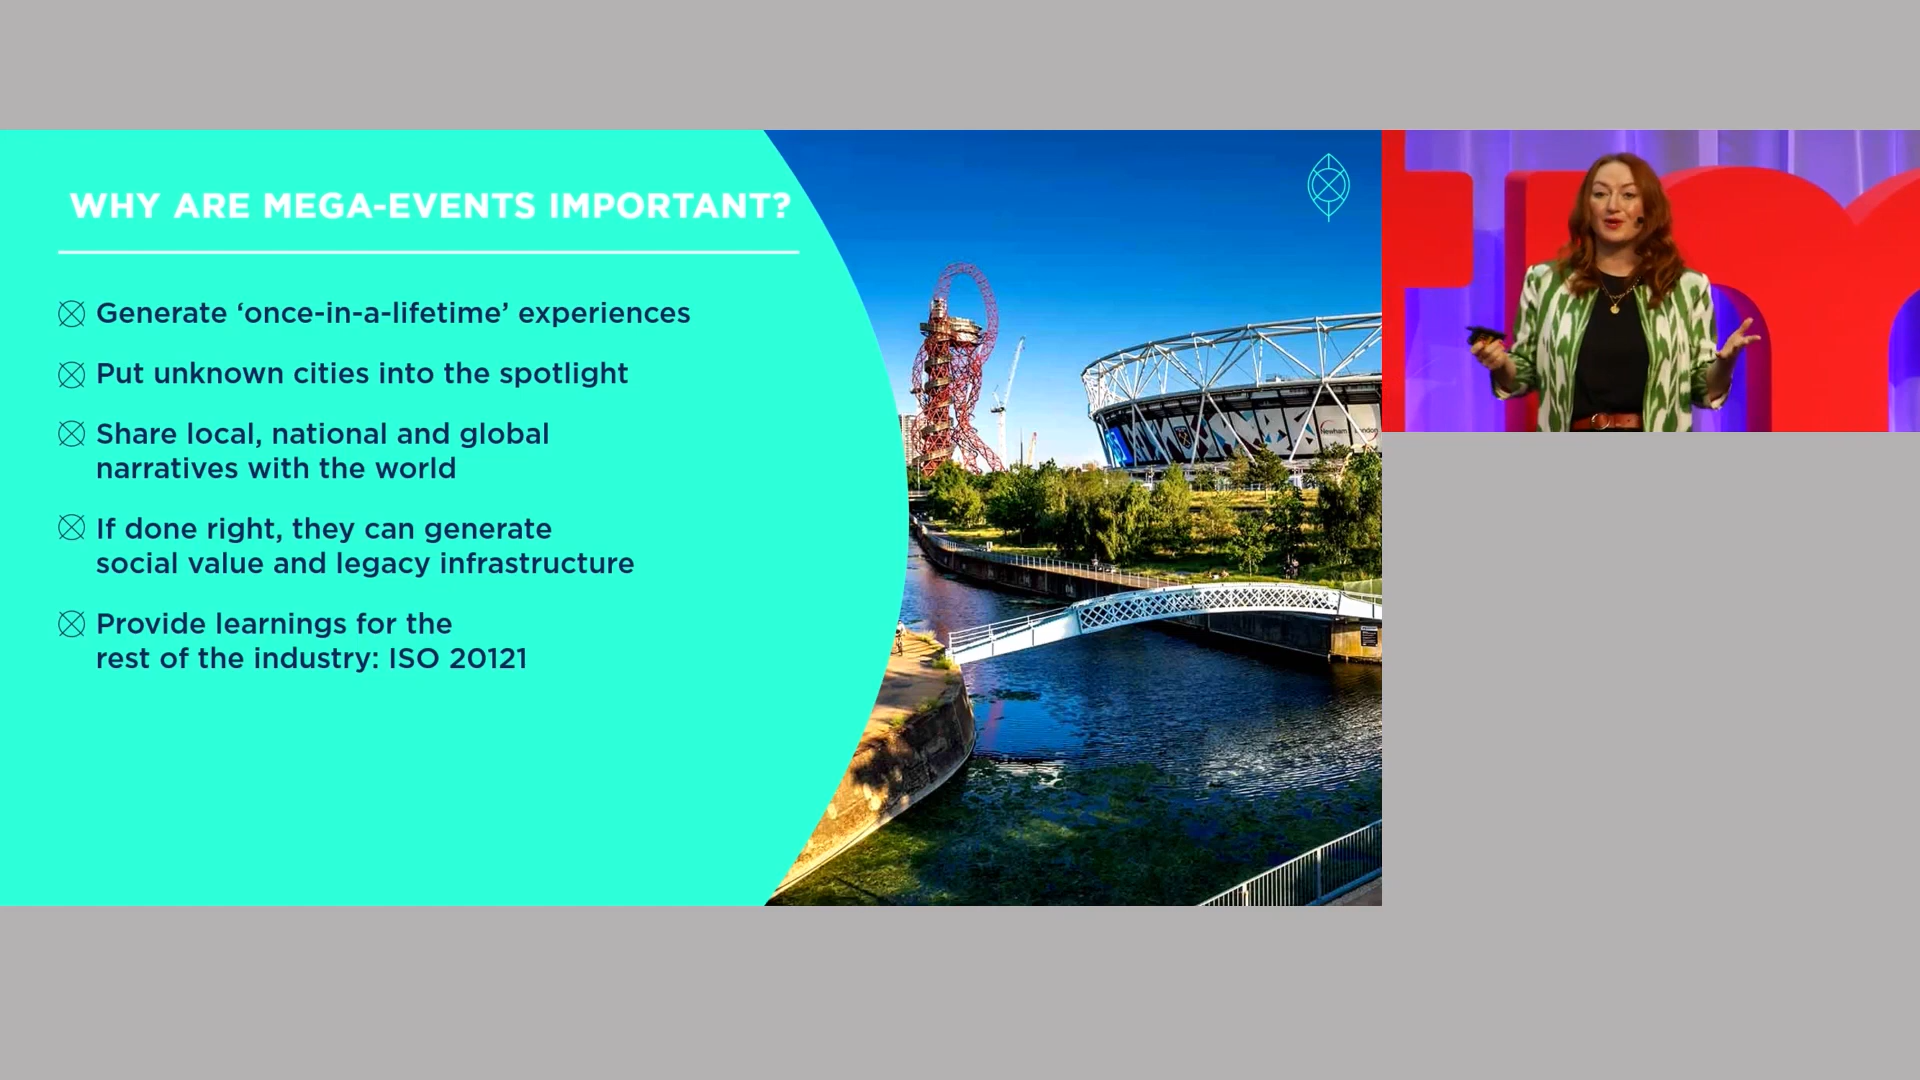 WHY ARE MEGA-EVENTS IMPORTANT?
Generate ‘once-in-a-lifetime’ experiences
Put unknown cities into the spotlight
Share local, national and global
narratives with the world
If done right, they can generate
social value and legacy infrastructure
Provide learnings for the
rest of the industry: ISO 20121
Newham London